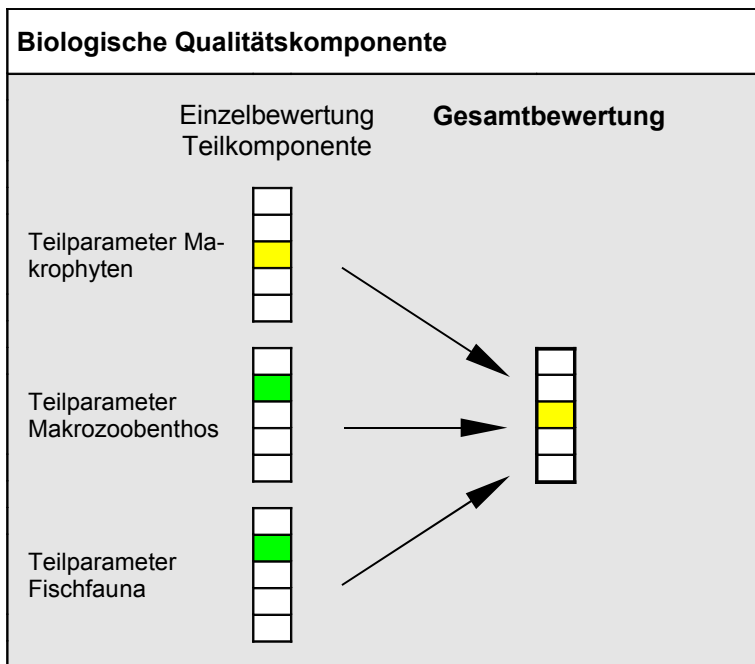 Biologische Qualitätskomponente
Einzelbewertung
Teilkomponente
Gesamtbewertung
Teilparameter Ma-
krophyten
Teilparameter
Makrozoobenthos
Teilparameter
Fischfauna